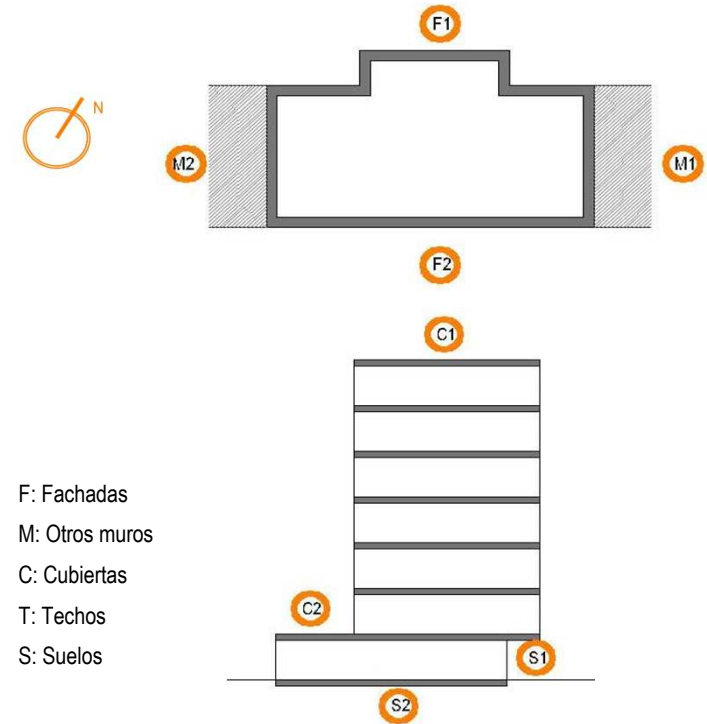 F1
N
M2
M1
F2
C1
F: Fachadas
M: Otros muros
C: Cubiertas
T: Techos
S: Suelos
C2
S1
S2